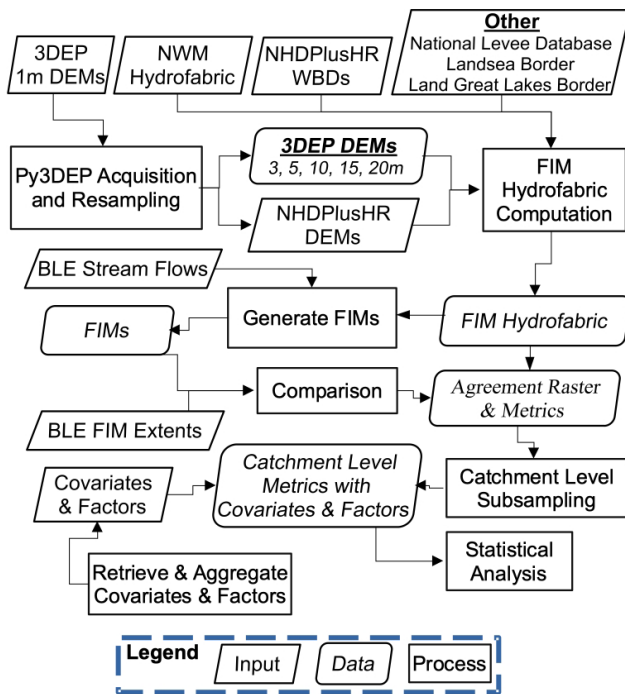 3DEP
1m DEMs
NWM
Hydrofabric
NHDPlusHR
WBDs
Other
National Levee Database
Landsea Border
Land Great Lakes Border
Py3DEP Acquisition
and Resampling
3DEP DEMs
3, 5, 10, 15, 20m
NHDPlusHR
DEMs
FIM
Hydrofabric
Computation
BLE Stream Flows
FIMs
Generate FIMs
FIM Hydrofabric
Comparison
Agreement Raster
& Metrics
BLE FIM Extents
Covariates
& Factors
Catchment Level
Metrics with
Covariates & Factors
Catchment Level
Subsampling
Retrieve & Aggregate
Covariates & Factors
Statistical
Analysis
Legend
Input
Data
Process